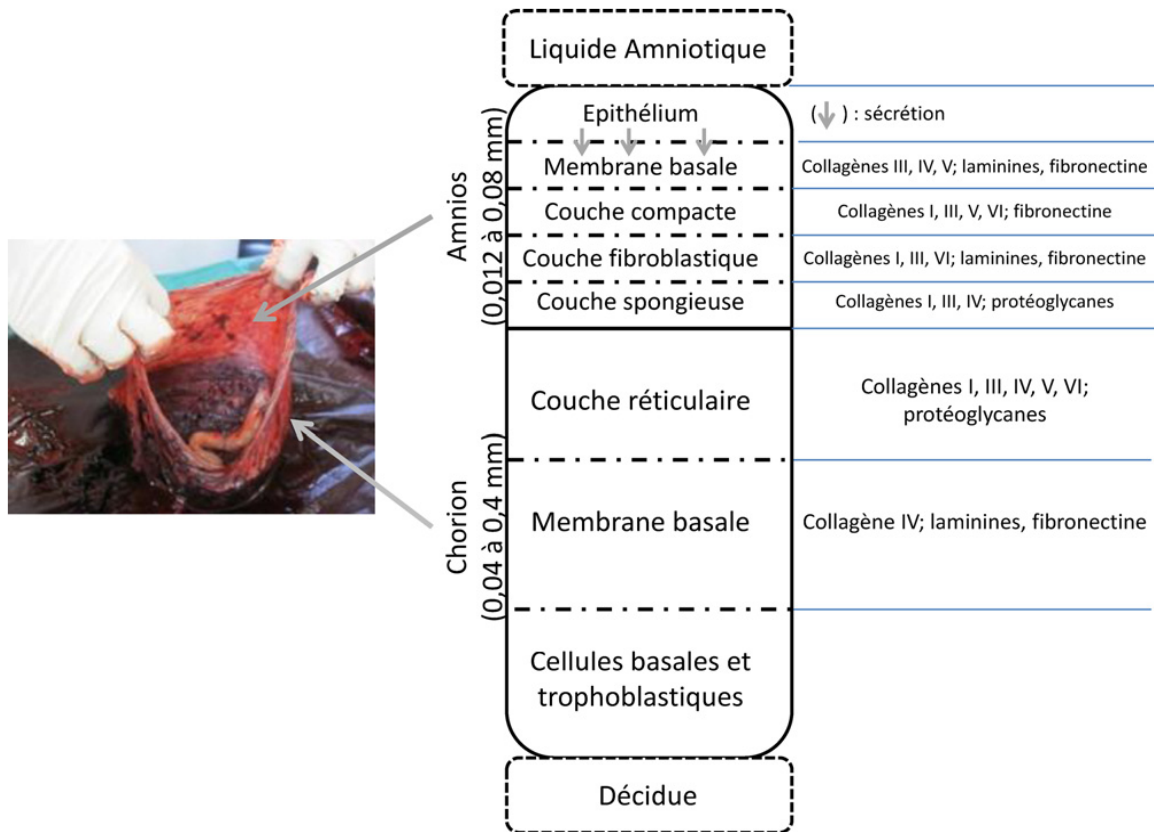 Liquide Amniotique
Epithélium
( ) : sécrétion
Membrane basale
Collagènes III, IV, V; laminines, fibronectine
Couche compacte
Collagènes I, III, V, VI; fibronectine
Couche fibroblastique
Collagènes I, III, VI; laminines, fibronectine
Couche spongieuse
Collagènes I, III, IV; protéoglycanes
Amnios
(0,012 à 0,08 mm)
Couche réticulaire
Collagènes I, III, IV, V, VI;
protéoglycanes
Membrane basale
Collagène IV; laminines, fibronectine
Chorion
(0,04 à 0,4 mm)
Cellules basales et
trophoblastiques
Décidue